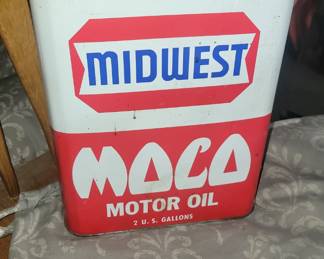 MIDWEST
MOCO
MOTOR OIL
2 U. S. GALLONS